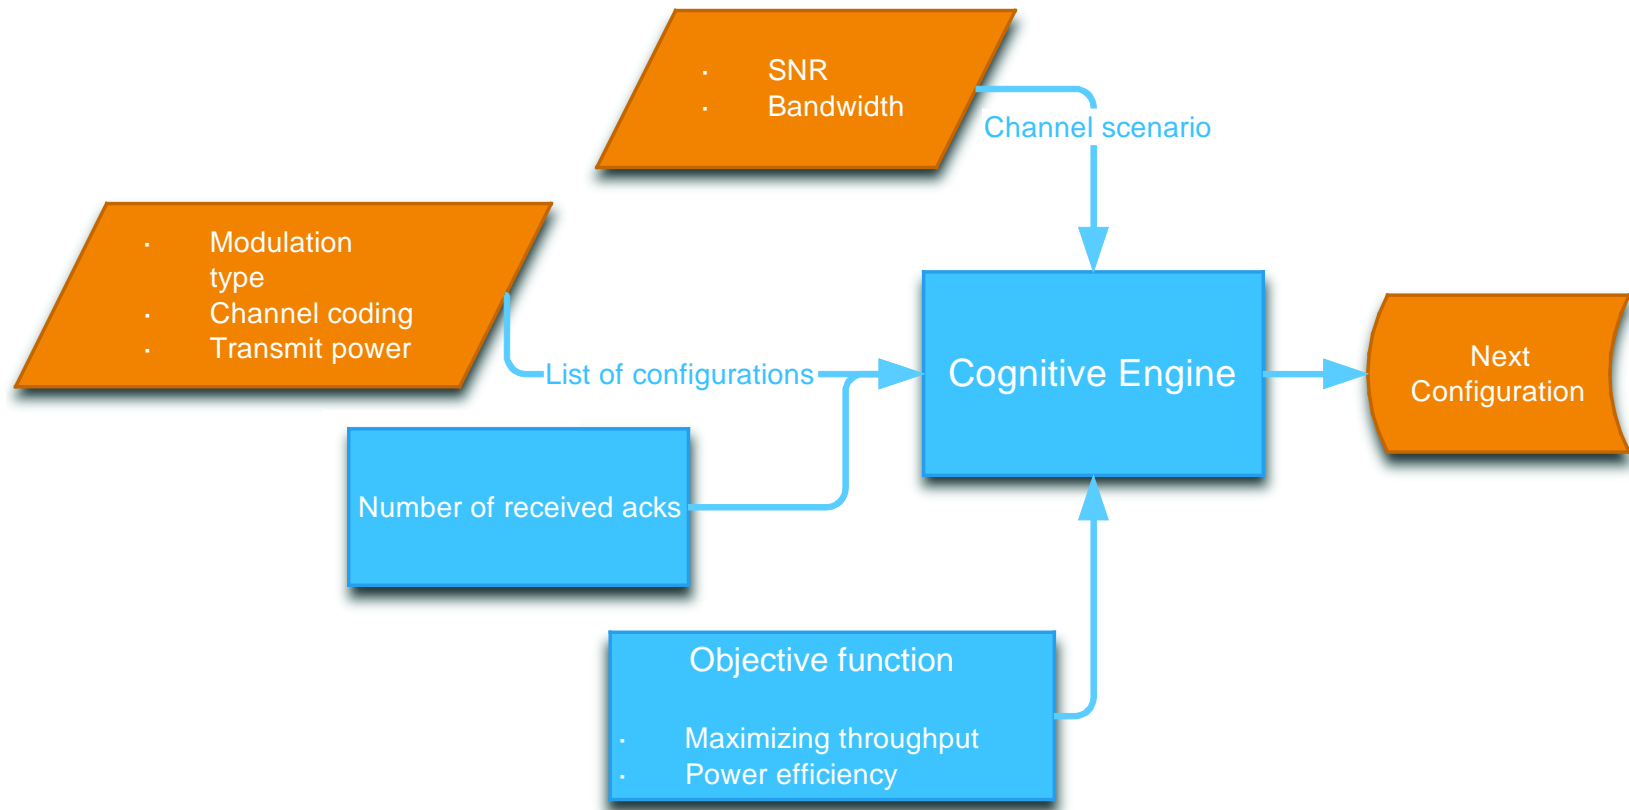 · SNR
· Bandwidth
Channel scenario
· Modulation
type
· Channel coding
· Transmit power
List of configurations
Cognitive Engine
Next
Configuration
Number of received acks
Objective function
· Maximizing throughput
· Power efficiency